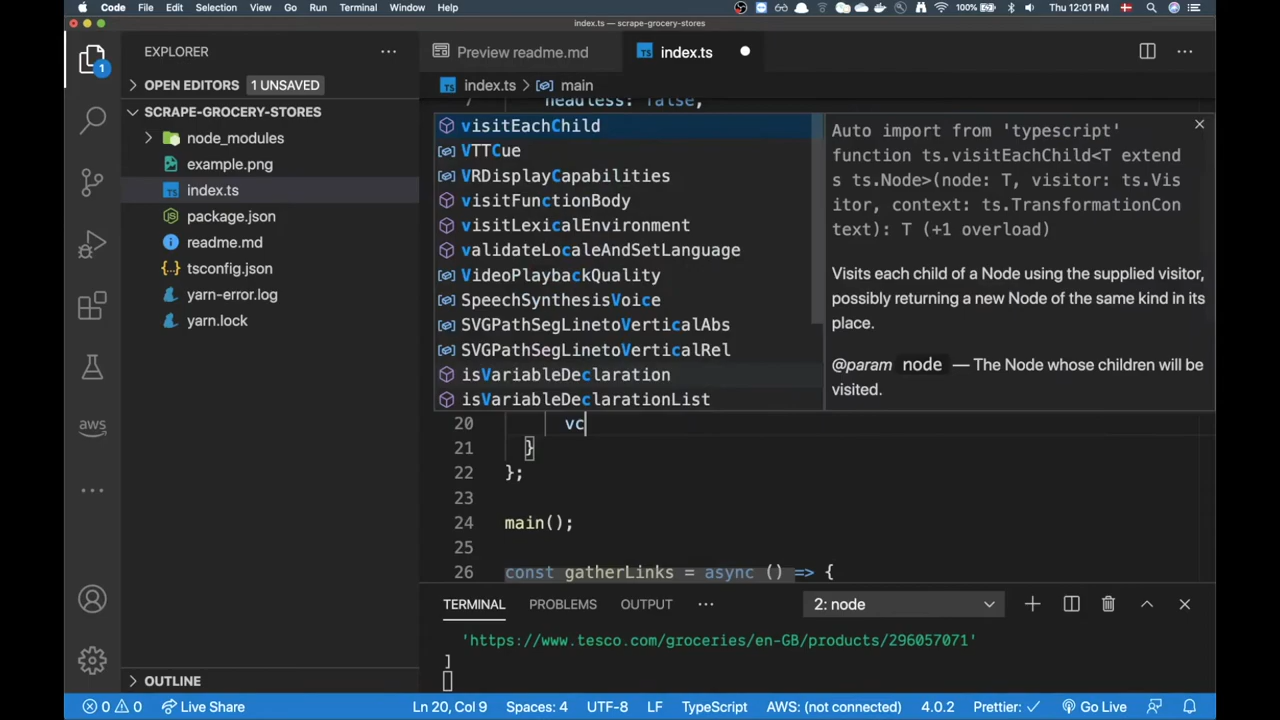 Code File Edit Selection View Go Run Terminal Window Help 100% Thu 12:01 PM
index.ts — scrape-grocery-stores
EXPLORER
Preview readme.md
TS index.ts
1
OPEN EDITORS 1 UNSAVED
TS index.ts > main
SCRAPE-GROCERY-STORES
node_modules
example.png
TS index.ts
package.json
readme.md
tsconfig.json
yarn-error.log
yarn.lock
7 headless: false,
visitEachChild
VTTCue
VRDisplayCapabilities
visitFunctionBody
visitLexicalEnvironment
validateLocaleAndSetLanguage
VideoPlaybackQuality
SpeechSynthesisVoice
SVGPathSegLinetoVerticalAbs
SVGPathSegLinetoVerticalRel
isVariableDeclaration
isVariableDeclarationList
Auto import from 'typescript'
function ts.visitEachChild<T extend
s ts.Node>(node: T, visitor: ts.Vis
itor, context: ts.TransformationCon
text): T (+1 overload)
Visits each child of a Node using the supplied visitor,
possibly returning a new Node of the same kind in its
place.
@param node — The Node whose children will be
visited.
20 vc
21 }
22 };
23
24 main();
25
26 const gatherLinks = async () => {
TERMINAL PROBLEMS OUTPUT ··· 2: node
'https://www.tesco.com/groceries/en-GB/products/296057071'
]
aws
OUTLINE
0 0 Live Share Ln 20, Col 9 Spaces: 4 UTF-8 LF TypeScript AWS: (not connected) 4.0.2 Prettier: ✓ Go Live